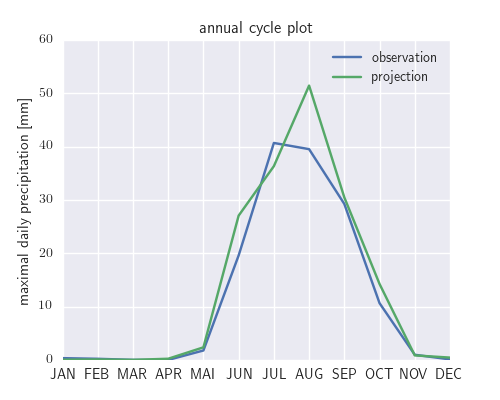 annual cycle plot
60
50
40
30
20
10
0
maximal daily precipitation [mm]
observation
projection
JAN FEB MAR APR MAI JUN JUL AUG SEP OCT NOV DEC